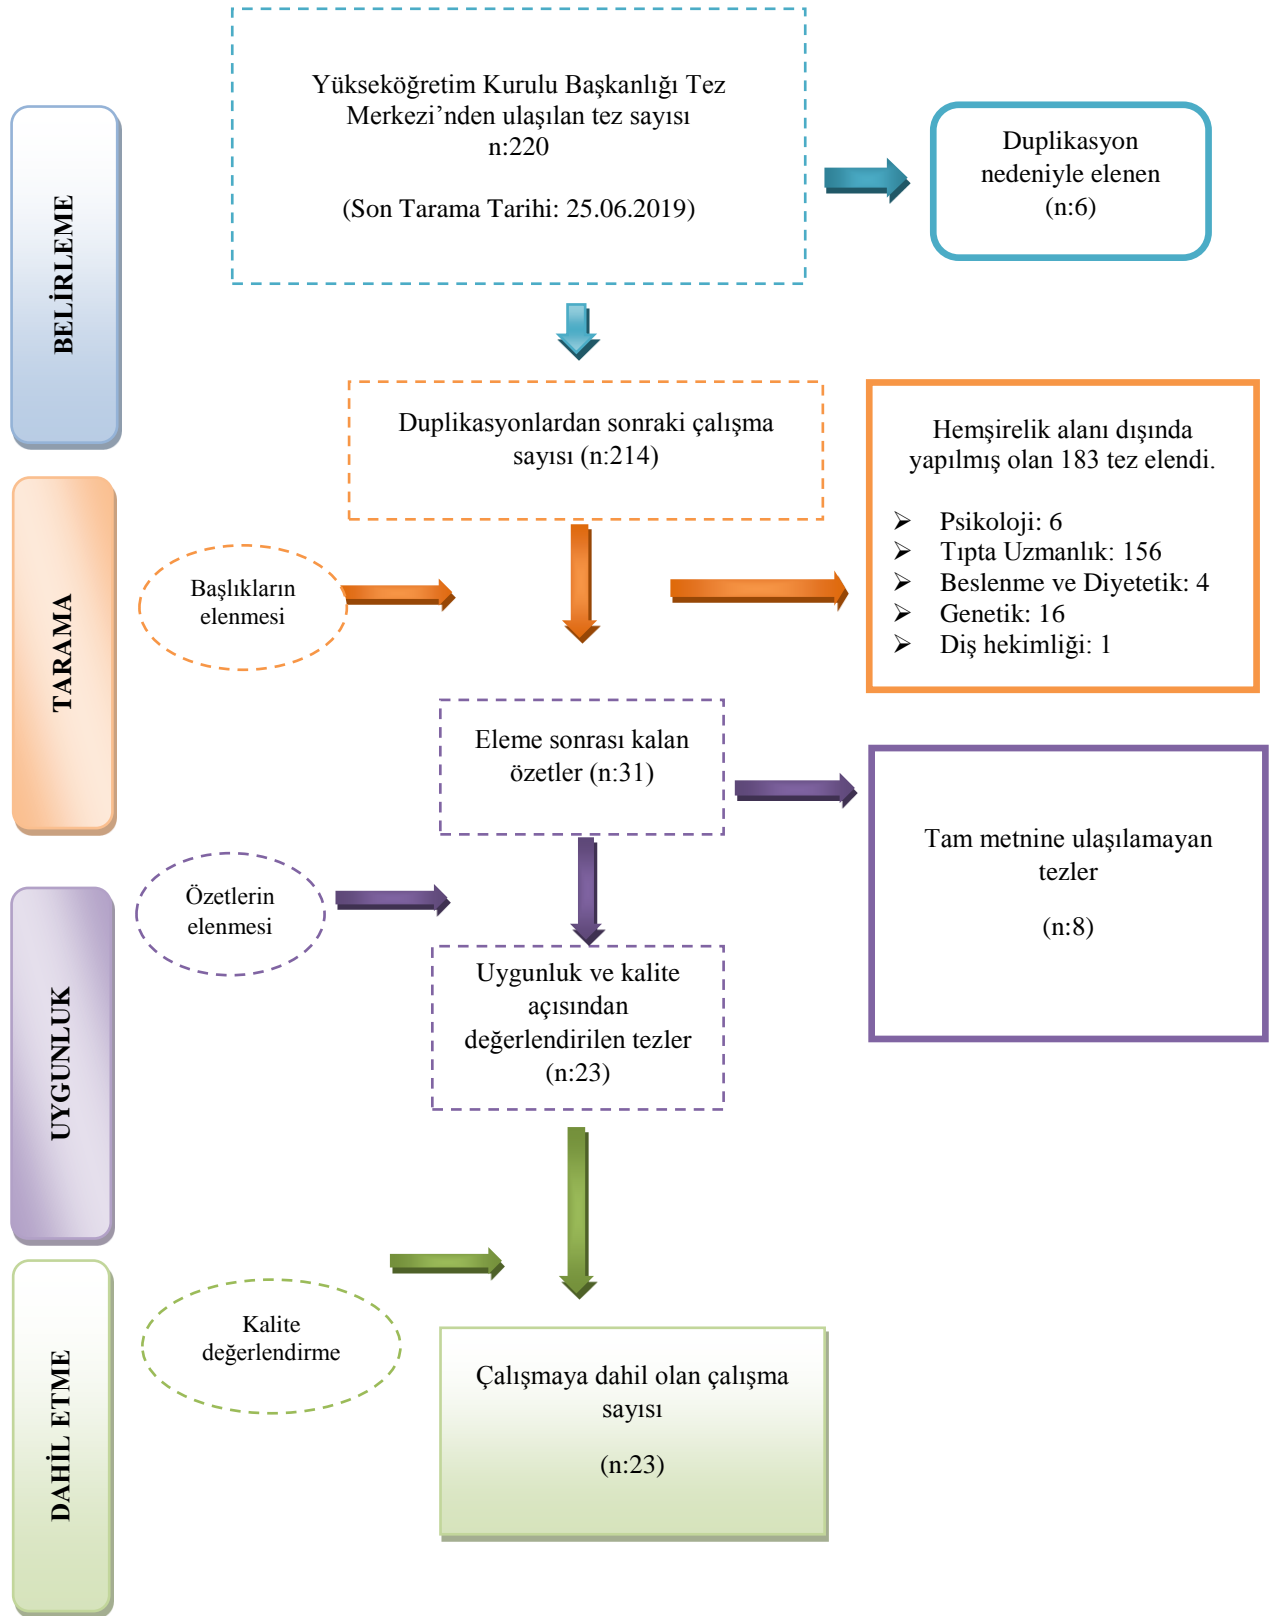 BELİRLEME
Yükseköğretim Kurulu Başkanlığı Tez
Merkezi’nden ulaşılan tez sayısı
n:220
(Son Tarama Tarihi: 25.06.2019)
Duplikasyon
nedeniyle elenen
(n:6)
Duplikasyonlardan sonraki çalışma
sayısı (n:214)
Hemşirelik alanı dışında
yapılmış olan 183 tez elendi.
➢ Psikoloji: 6
➢ Tıpta Uzmanlık: 156
➢ Beslenme ve Diyetetik: 4
➢ Genetik: 16
➢ Diş hekimliği: 1
TARAMA
Başlıkların
elenmesi
Eleme sonrası kalan
özetler (n:31)
Tam metnine ulaşılamayan
tezler
(n:8)
UYGUNLUK
Özetlerin
elenmesi
Uygunluk ve kalite
açısından
değerlendirilen tezler
(n:23)
DAHİL ETME
Kalite
değerlendirme
Çalışmaya dahil olan çalışma
sayısı
(n:23)